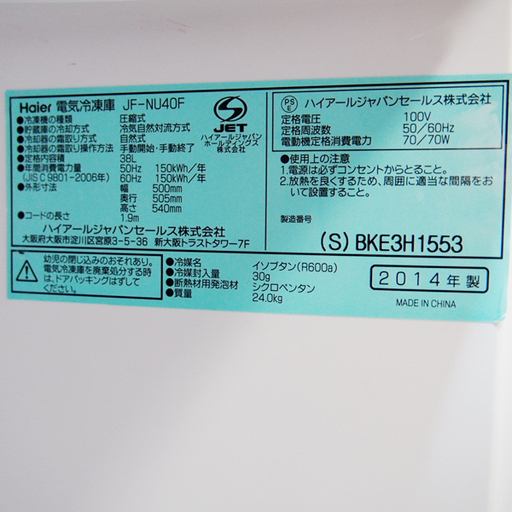 Haier 電気冷凍庫 JF-NU40F
●冷凍機の種類 圧縮式
●貯蔵庫の冷却方式 冷気自然対流方式
●冷却器の霜取り方式 自然式
●冷却器の霜取り操作方法 手動開始・手動終了
●定格内容積 38L
●年間消費電力量 50Hz 150kWh/年
(JIS C 9801-2006年) 60Hz 150kWh/年
●外形寸法 幅 500mm
奥行 505mm
高さ 540mm
●コードの長さ 1.9m
ハイアールジャパンセールス株式会社
大阪府大阪市淀川区宮原3-5-36 新大阪トラストタワー7F
S
JET
ハイアールジャパン
ホールディングス
株式会社
PS
E
ハイアールジャパンセールス株式会社
定格電圧 100V
定格周波数 50/60Hz
電動機定格消費電力 70/70W
●使用上の注意
1.電源は必ずコンセントからとること。
2.放熱を良くするため、周囲に適当な間隔をお
いて設置すること。
製造番号
(S) BKE3H1553
幼児の閉じ込めのおそれあり。
電気冷凍庫を廃棄処分する時
は、ドアパッキングはずして
ください。
●冷媒名 イソブタン(R600a)
●冷媒封入量 30g
●断熱材用発泡材 シクロペンタン
●質量 24.0kg
2014年製
MADE IN CHINA